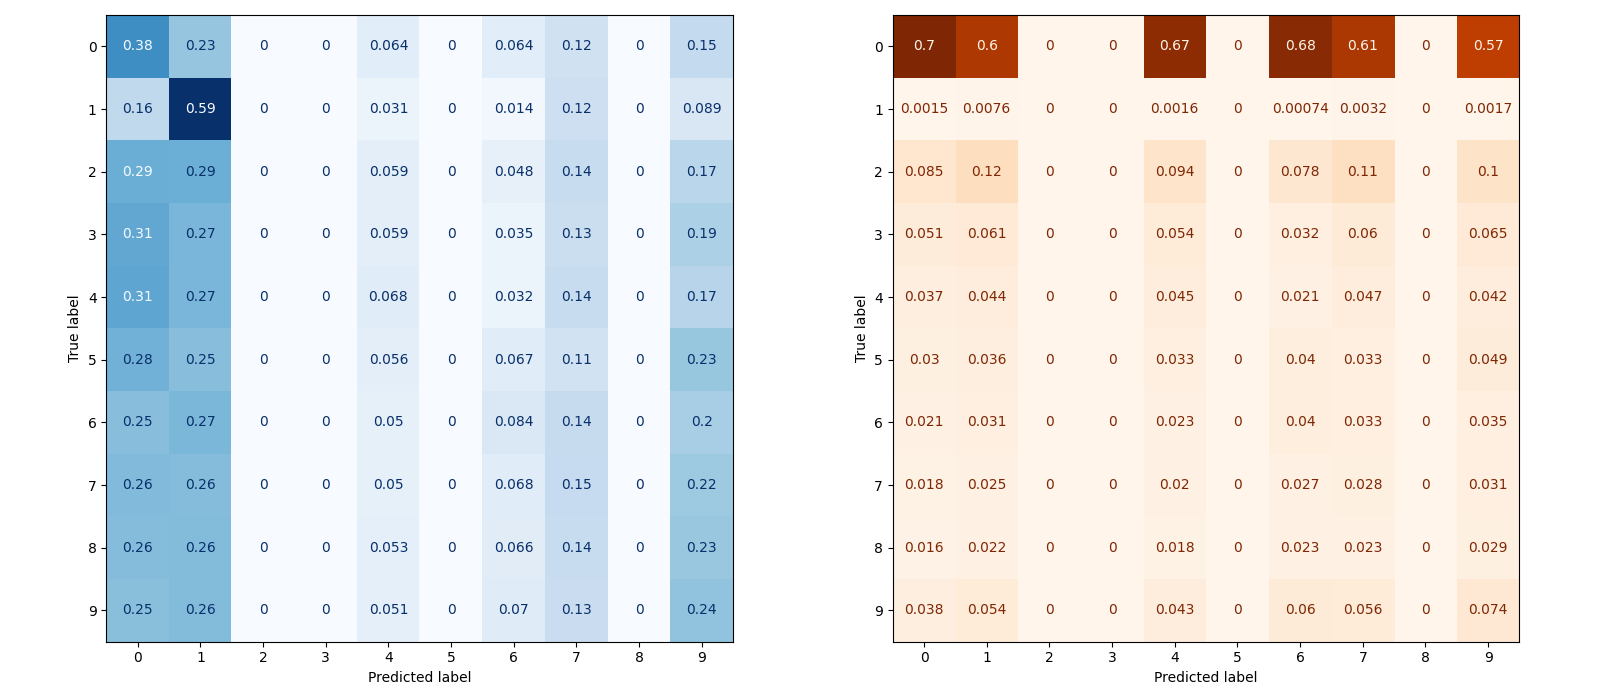 0 0.38 0.23 0 0 0.064 0 0.064 0.12 0 0.15
1 0.16 0.59 0 0 0.031 0 0.014 0.12 0 0.089
2 0.29 0.29 0 0 0.059 0 0.048 0.14 0 0.17
3 0.31 0.27 0 0 0.059 0 0.035 0.13 0 0.19
4 0.31 0.27 0 0 0.068 0 0.032 0.14 0 0.17
5 0.28 0.25 0 0 0.056 0 0.067 0.11 0 0.23
6 0.25 0.27 0 0 0.05 0 0.084 0.14 0 0.2
7 0.26 0.26 0 0 0.05 0 0.068 0.15 0 0.22
8 0.26 0.26 0 0 0.053 0 0.066 0.14 0 0.23
9 0.25 0.26 0 0 0.051 0 0.07 0.13 0 0.24
0 1 2 3 4 5 6 7 8 9
Predicted label
True label
0 0.7 0.6 0 0 0.67 0 0.68 0.61 0 0.57
1 0.0015 0.0076 0 0 0.0016 0 0.00074 0.0032 0 0.0017
2 0.085 0.12 0 0 0.094 0 0.078 0.11 0 0.1
3 0.051 0.061 0 0 0.054 0 0.032 0.06 0 0.065
4 0.037 0.044 0 0 0.045 0 0.021 0.047 0 0.042
5 0.03 0.036 0 0 0.033 0 0.04 0.033 0 0.049
6 0.021 0.031 0 0 0.023 0 0.04 0.033 0 0.035
7 0.018 0.025 0 0 0.02 0 0.027 0.028 0 0.031
8 0.016 0.022 0 0 0.018 0 0.023 0.023 0 0.029
9 0.038 0.054 0 0 0.043 0 0.06 0.056 0 0.074
0 1 2 3 4 5 6 7 8 9
Predicted label
True label